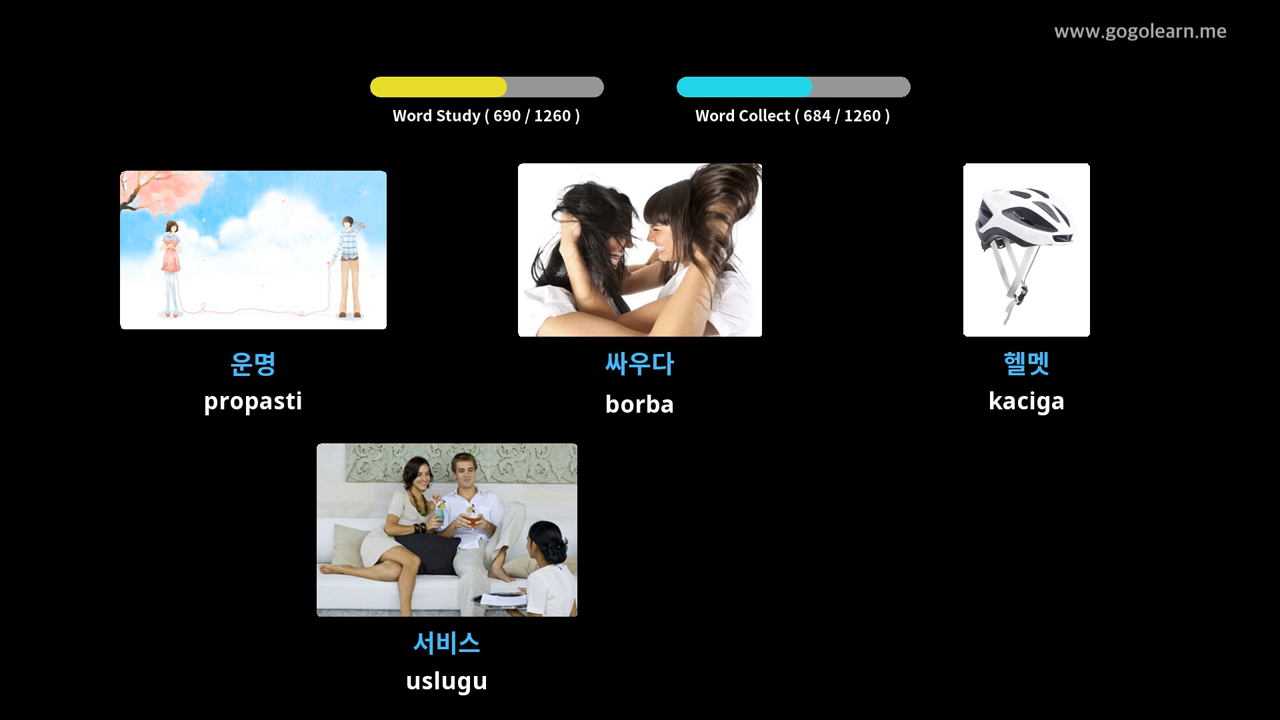 www.gogolearn.me
Word Study ( 690 / 1260 )
Word Collect ( 684 / 1260 )
운명
propasti
싸우다
borba
헬멧
kaciga
서비스
uslugu